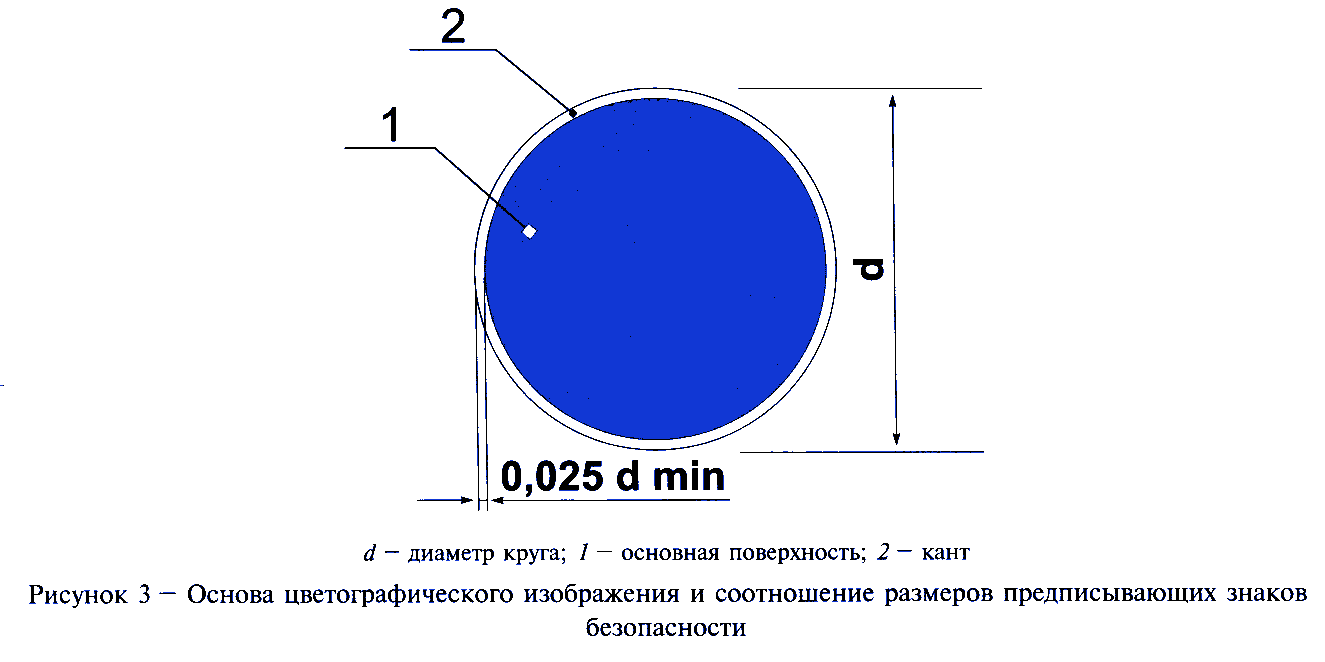 2
1
d
0,025 d min
d − диаметр круга; 1 − основная поверхность; 2 − кант
Рисунок 3 − Основа цветографического изображения и соотношение размеров предписывающих знаков
безопасности